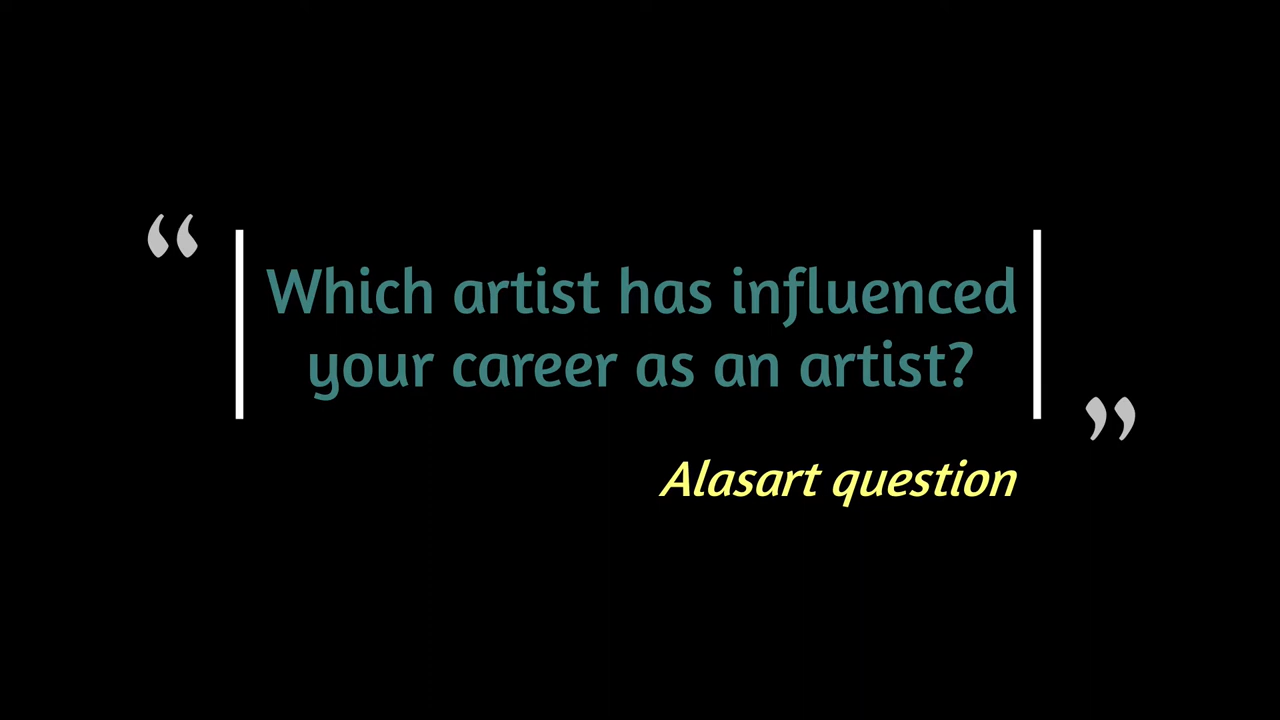 “
Which artist has influenced
your career as an artist?
”
Alasart question